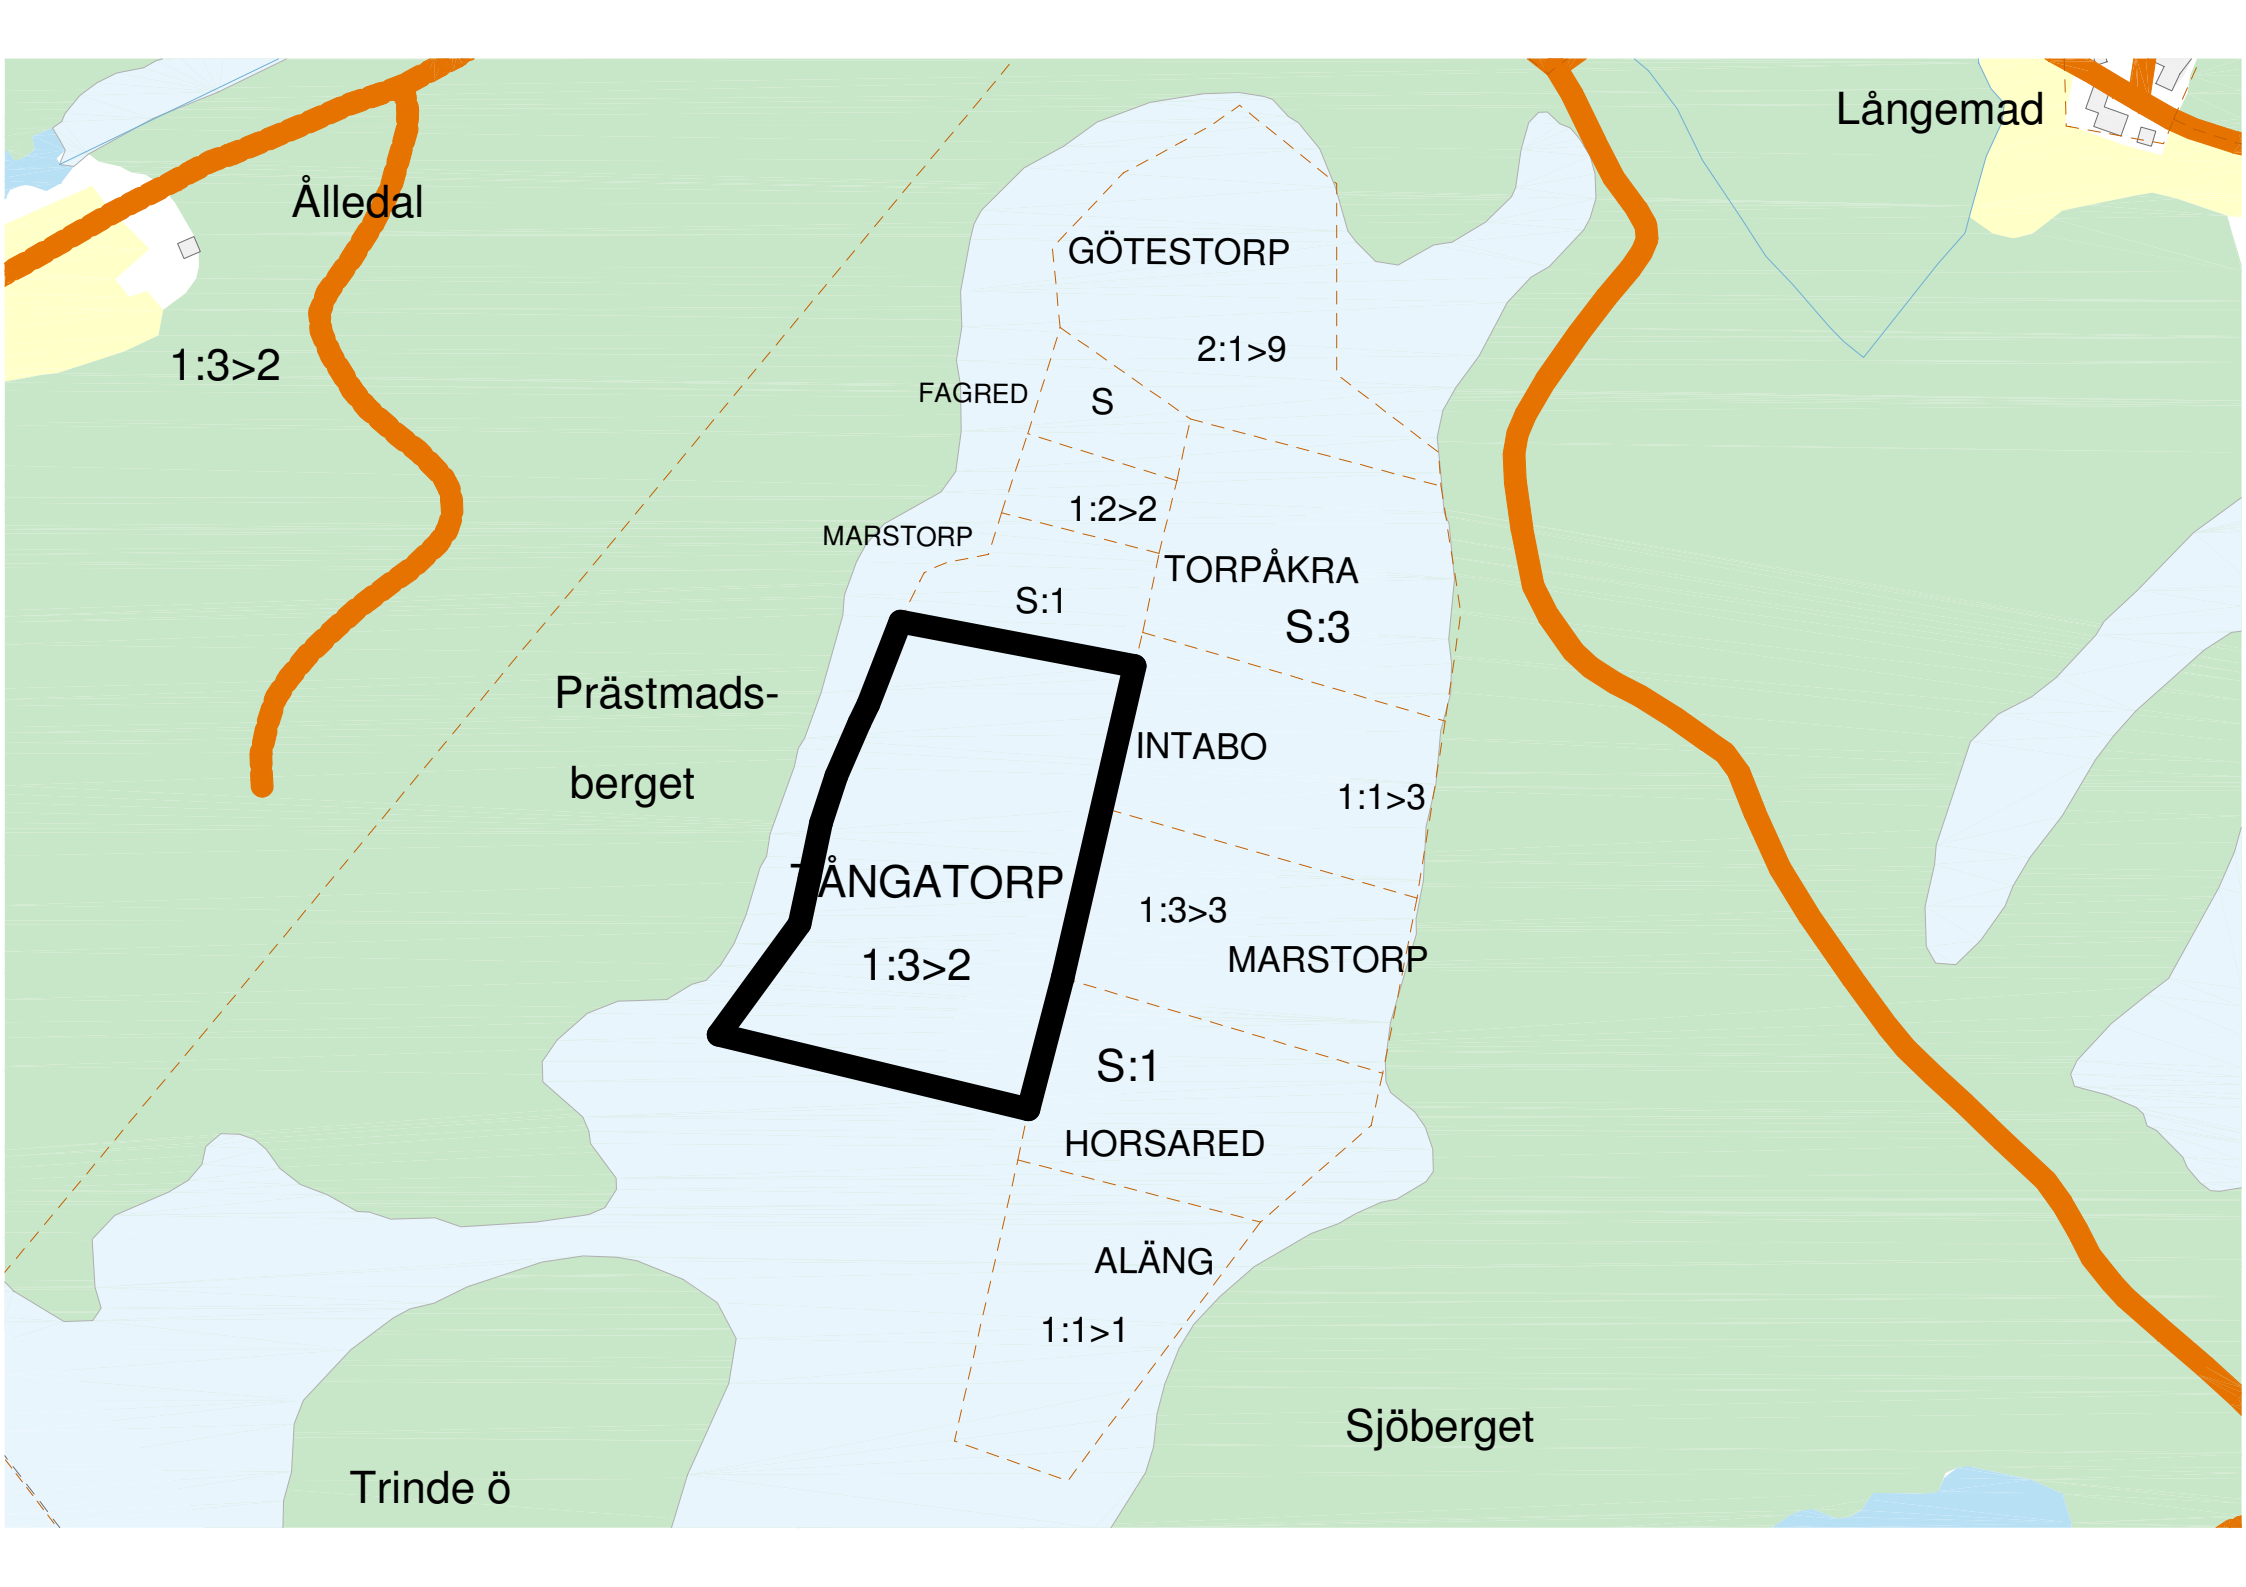 Långemad
Ålledal
GÖTESTORP
2:1>9
1:3>2
FAGRED
S
1:2>2
MARSTORP
TORPÅKRA
S:1
S:3
Prästmads-
berget
INTABO
1:1>3
TÅNGATORP
1:3>2
1:3>3
MARSTORP
S:1
HORSARED
ALÄNG
1:1>1
Sjöberget
Trinde ö